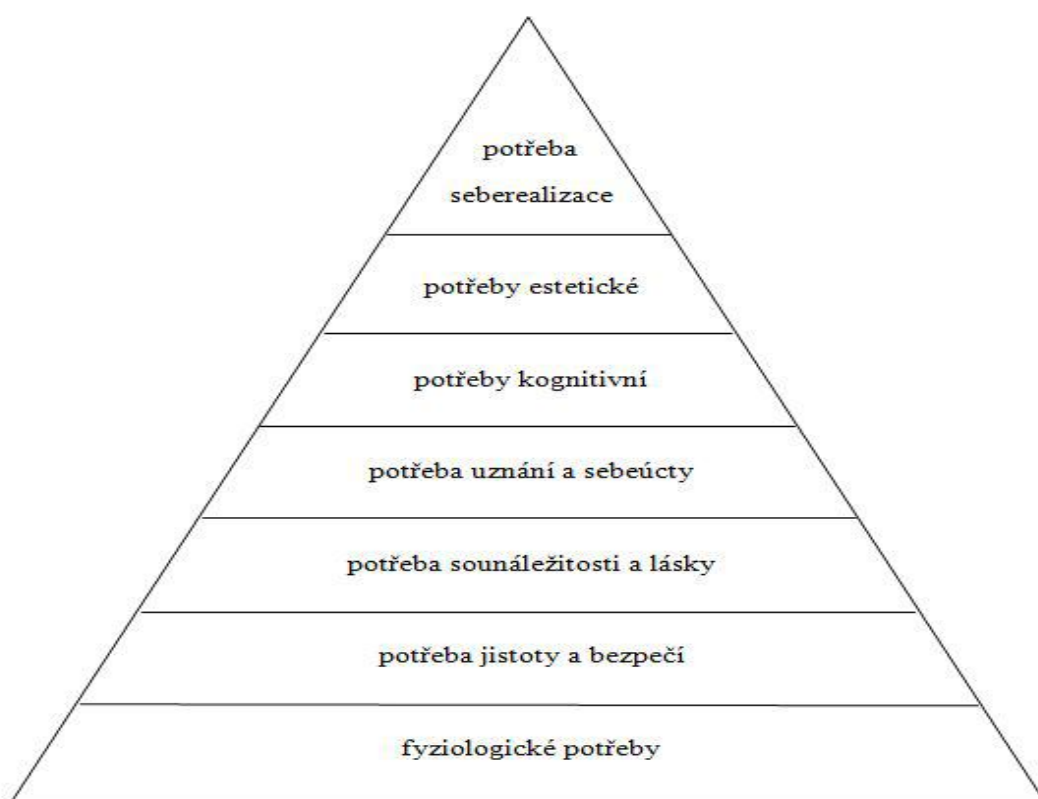 potřeba
seberealizace
potřeby estetické
potřeby kognitivní
potřeba uznání a sebeúcty
potřeba sounáležitosti a lásky
potřeba jistoty a bezpečí
fyziologické potřeby